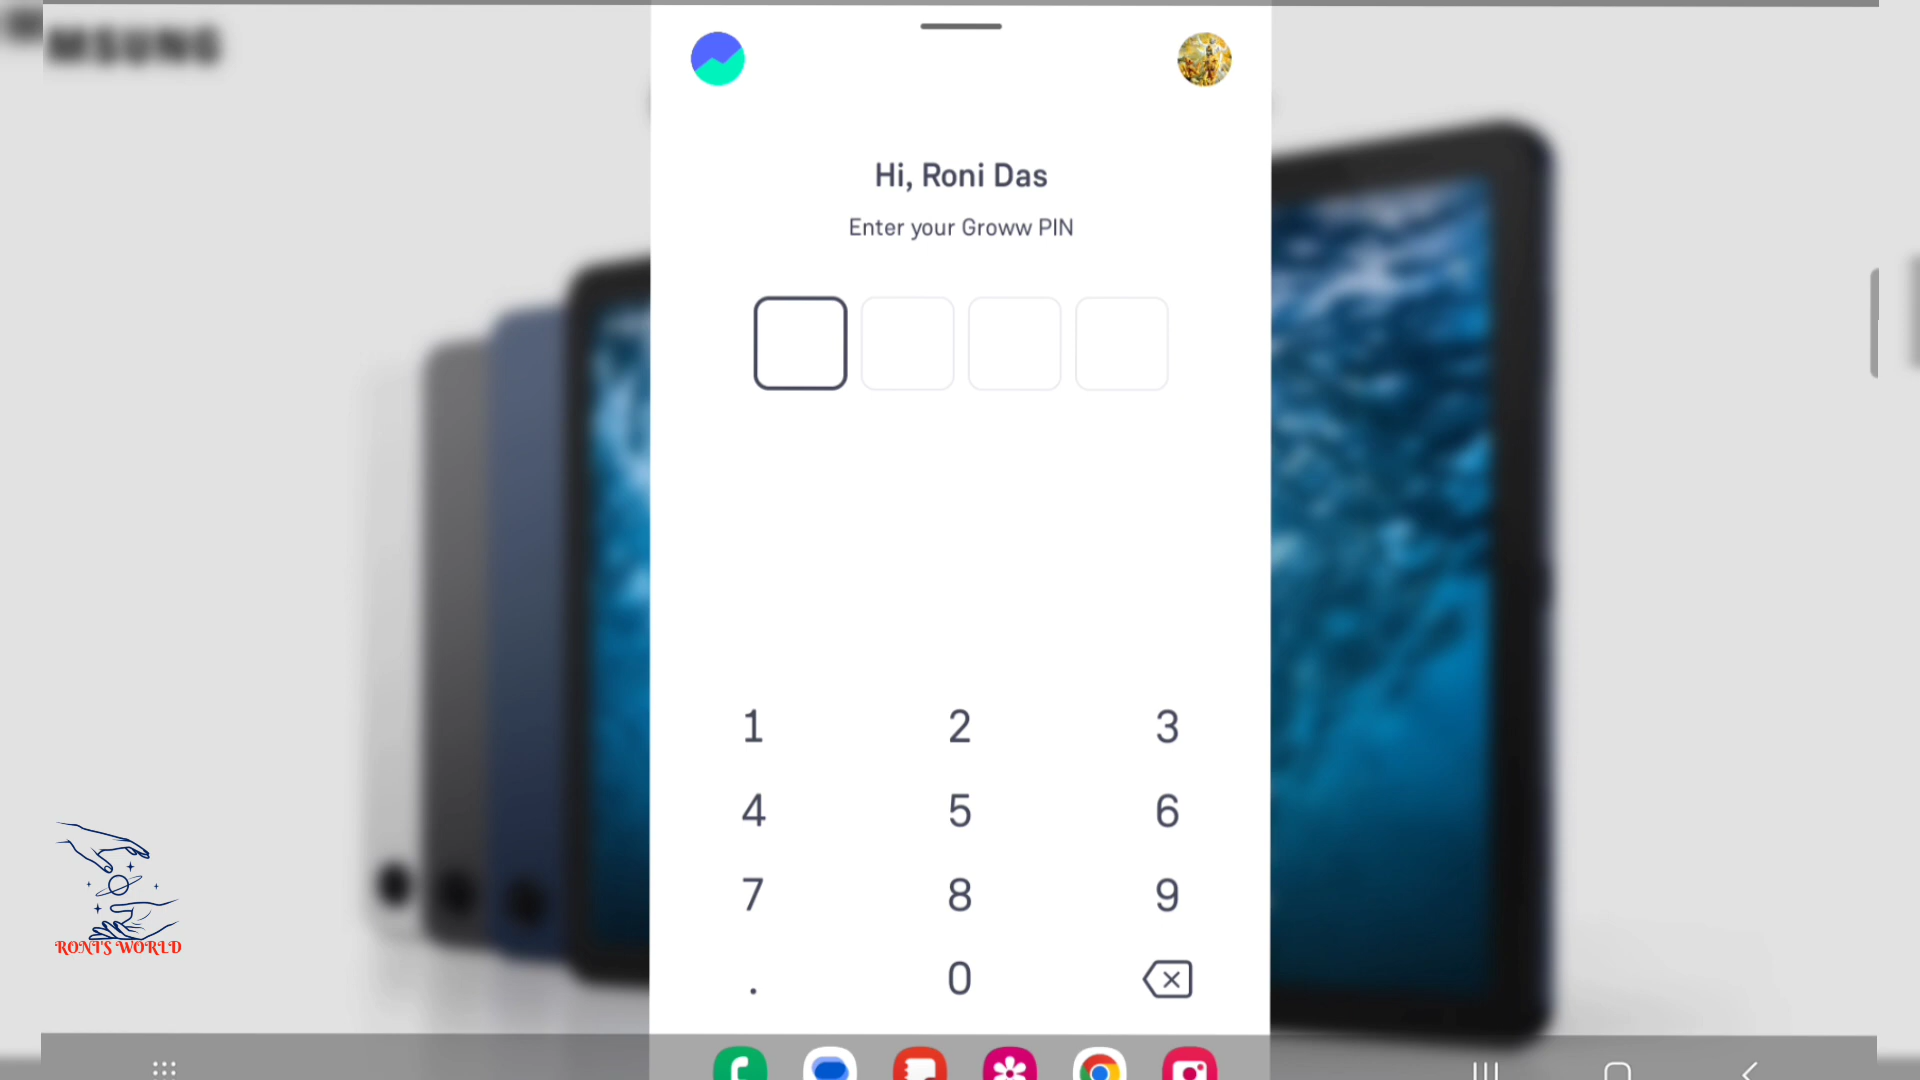 MSUNG
Hi, Roni Das
Enter your Groww PIN
1 2 3
4 5 6
7 8 9
. 0
RONI'S WORLD